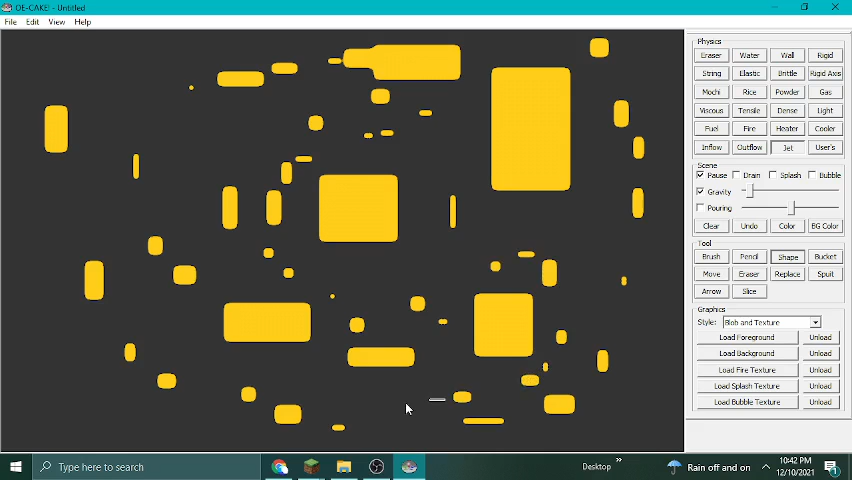 OE-CAKE! - Untitled
File Edit View Help
Physics
Eraser Water Wall Rigid
String Elastic Brittle Rigid Axis
Mochi Rice Powder Gas
Viscous Tensile Dense Light
Fuel Fire Heater Cooler
Inflow Outflow Jet User's
Scene
Pause Drain Splash Bubble
Gravity
Pouring
Clear Undo Color BG Color
Tool
Brush Pencil Shape Bucket
Move Eraser Replace Spuit
Arrow Slice
Graphics
Style: Blob and Texture
Load Foreground Unload
Load Background Unload
Load Fire Texture Unload
Load Splash Texture Unload
Load Bubble Texture Unload
Type here to search
Desktop »
Rain off and on
10:42 PM
12/10/2021
1